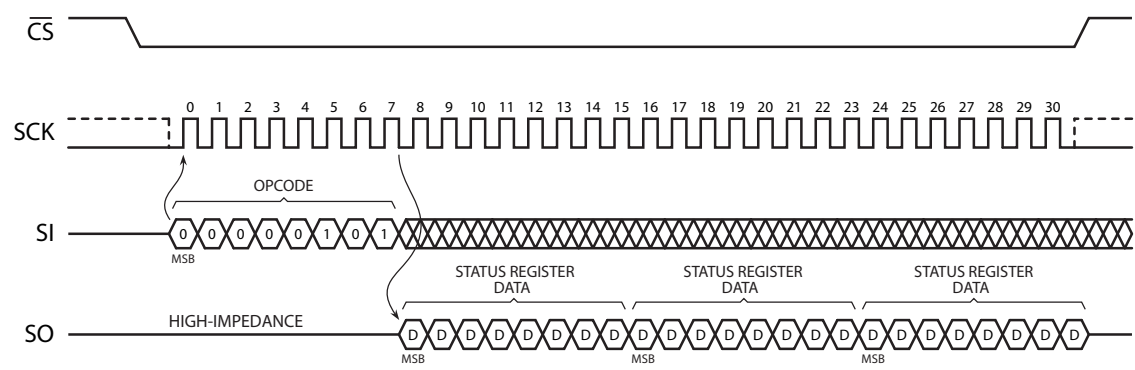 CS
0 1 2 3 4 5 6 7 8 9 10 11 12 13 14 15 16 17 18 19 20 21 22 23 24 25 26 27 28 29 30
SCK
OPCODE
SI 0 0 0 0 0 1 0 1
MSB
STATUS REGISTER DATA
STATUS REGISTER DATA
STATUS REGISTER DATA
HIGH-IMPEDANCE
SO D D D D D D D D D D D D D D D D D D D D D D D D
MSB MSB MSB